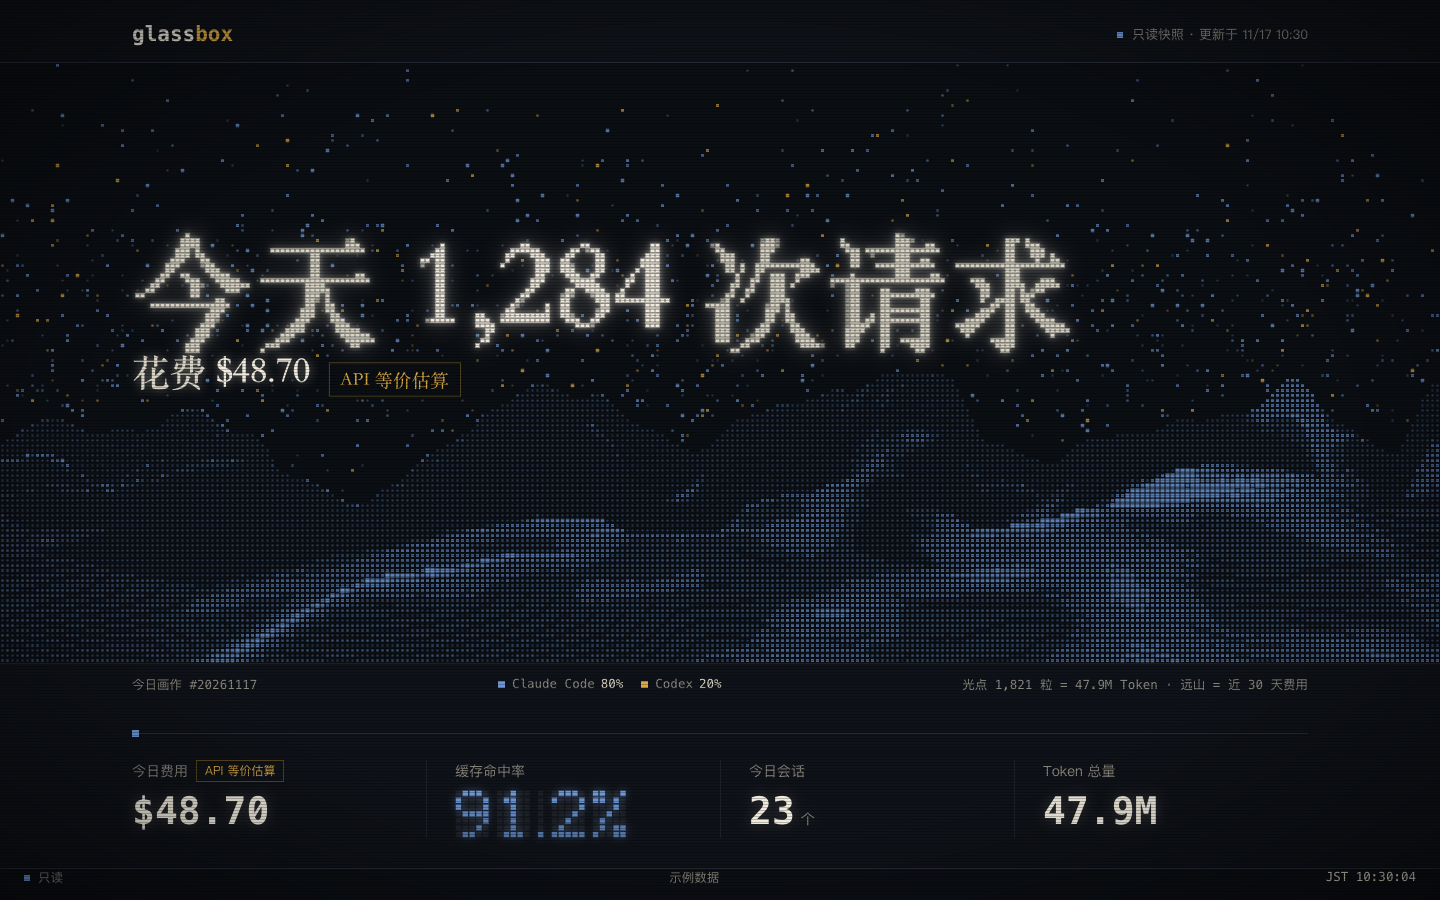 glassbox
只读快照 · 更新于 11/17 10:30
今天 1,284 次请求
花费 $48.70 API 等价估算
今日画作 #20261117
Claude Code 80% Codex 20%
光点 1,821 粒 = 47.9M Token · 远山 = 近 30 天费用
今日费用 API 等价估算
$48.70
缓存命中率
91.2%
今日会话
23 个
Token 总量
47.9M
只读
示例数据
JST 10:30:04